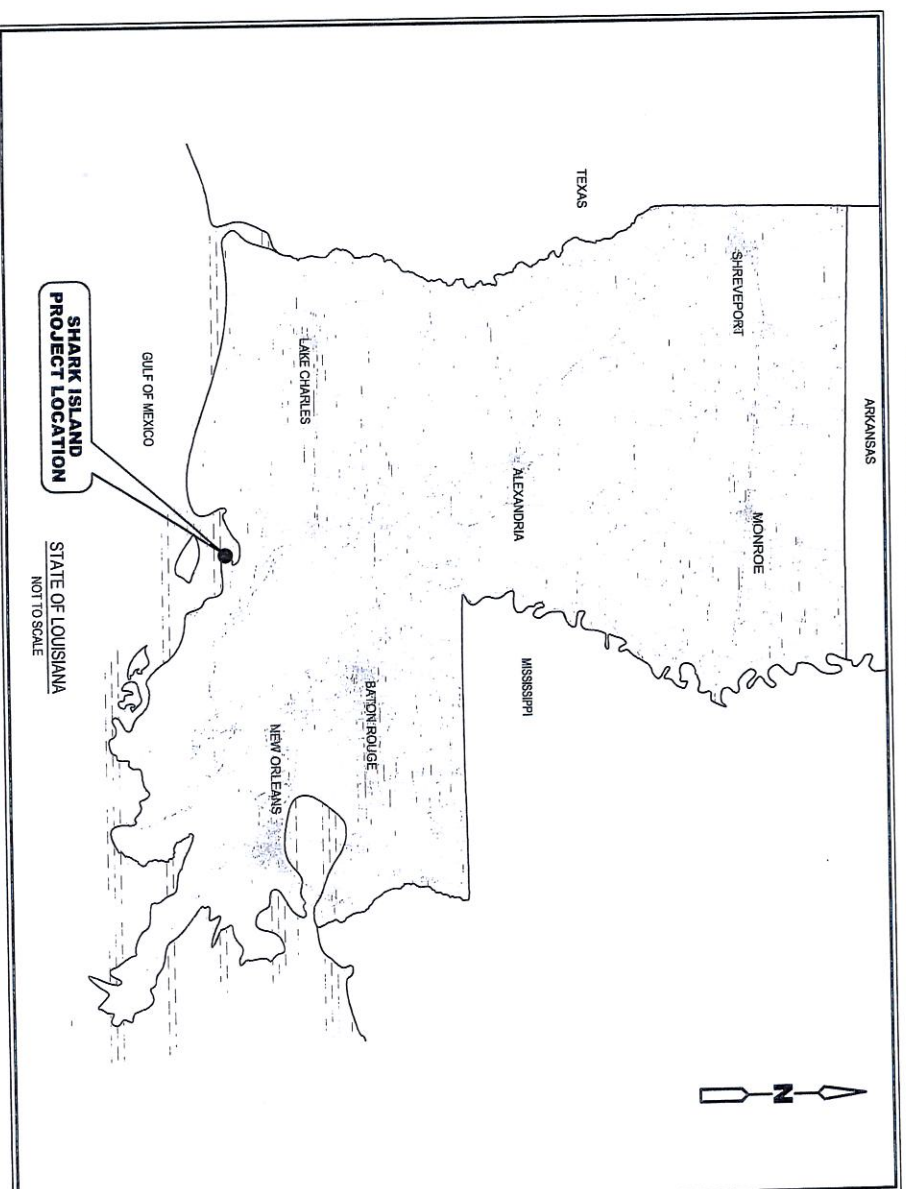 ARKANSAS
SHREVEPORT
MONROE
TEXAS
ALEXANDRIA
MISSISSIPPI
LAKE CHARLES
BATON ROUGE
NEW ORLEANS
GULF OF MEXICO
SHARK ISLAND
PROJECT LOCATION
STATE OF LOUISIANA
NOT TO SCALE
N